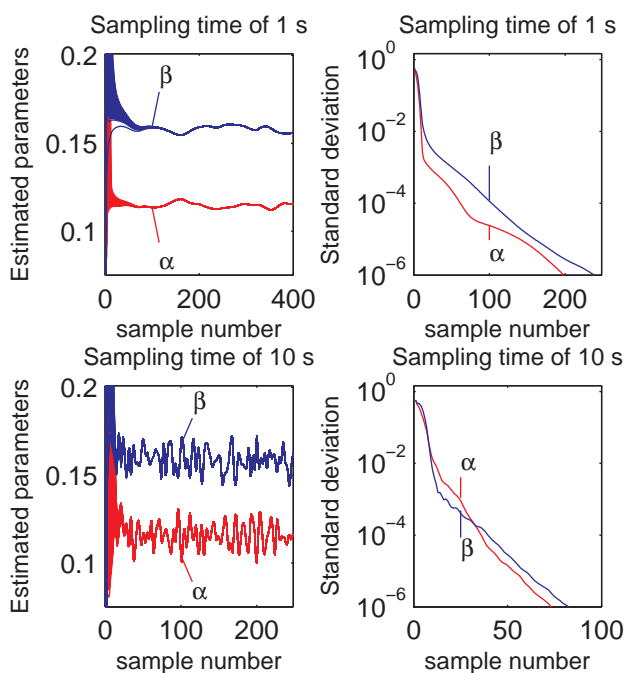 Sampling time of 1 s
Estimated parameters
0.2
0.15
0.1
β
α
0 200 400
sample number
Sampling time of 1 s
Standard deviation
10^0
10^-2
10^-4
10^-6
β
α
0 100 200
sample number
Sampling time of 10 s
Estimated parameters
0.2
0.15
0.1
β
α
0 100 200
sample number
Sampling time of 10 s
Standard deviation
10^0
10^-2
10^-4
10^-6
α
β
0 50 100
sample number